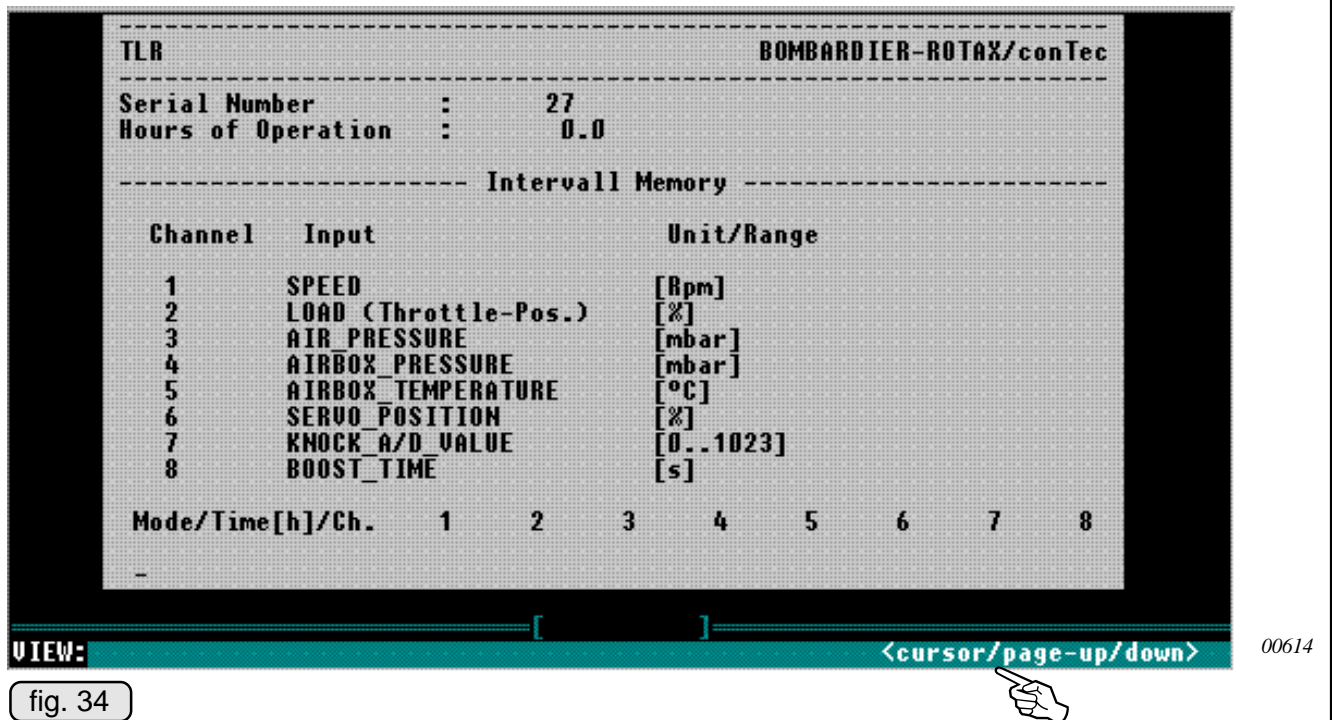 TLR BOMBARDIER-ROTAX/conTec
Serial Number : 27
Hours of Operation : 0.0
Intervall Memory
Channel Input Unit/Range
1 SPEED [Rpm]
2 LOAD (Throttle-Pos.) [%]
3 AIR_PRESSURE [mbar]
4 AIRBOX_PRESSURE [mbar]
5 AIRBOX_TEMPERATURE [°C]
6 SERVO_POSITION [%]
7 KNOCK_A/D_VALUE [0..1023]
8 BOOST_TIME [s]
Mode/Time[h]/Ch. 1 2 3 4 5 6 7 8
VIEW: <cursor/page-up/down>
00614
fig. 34